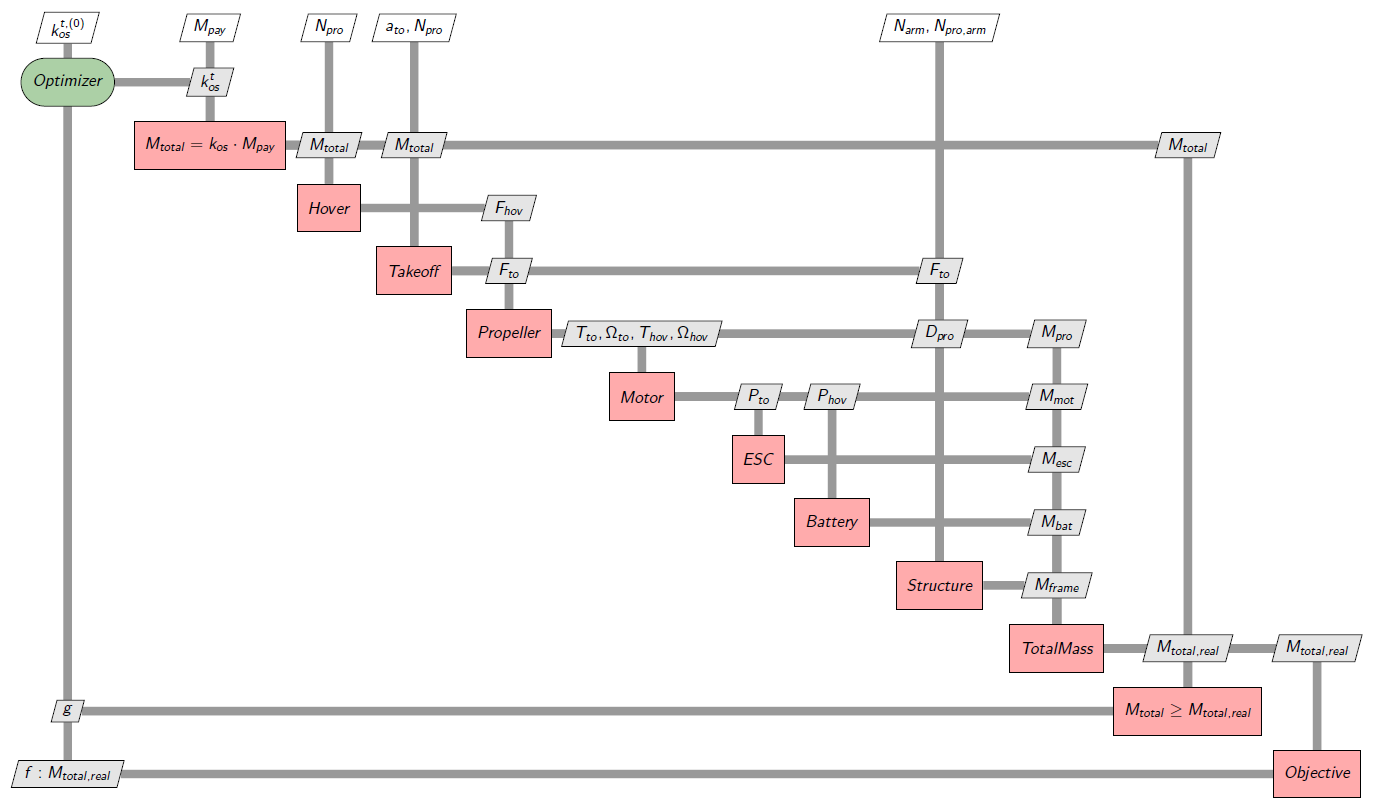 k_{os}^{t,(0)} M_{pay} N_{pro} a_{to}, N_{pro} N_{arm}, N_{pro,arm}
Optimizer k_{os}^{t}
M_{total} = k_{os} · M_{pay} M_{total} M_{total} M_{total}
Hover F_{hov}
Takeoff F_{to} F_{to}
Propeller T_{to}, Ω_{to}, T_{hov}, Ω_{hov} D_{pro} M_{pro}
Motor P_{to} P_{hov} M_{mot}
ESC M_{esc}
Battery M_{bat}
Structure M_{frame}
TotalMass M_{total,real} M_{total,real}
g M_{total} ≥ M_{total,real}
f : M_{total,real} Objective